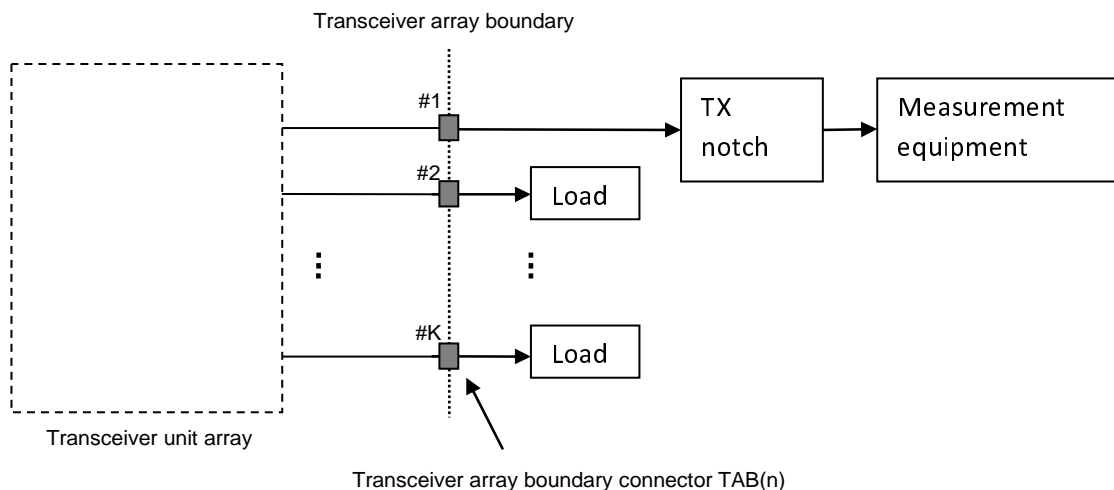 Transceiver array boundary
#1
TX
notch
Measurement
equipment
#2
Load
#K
Load
Transceiver unit array
Transceiver array boundary connector TAB(n)